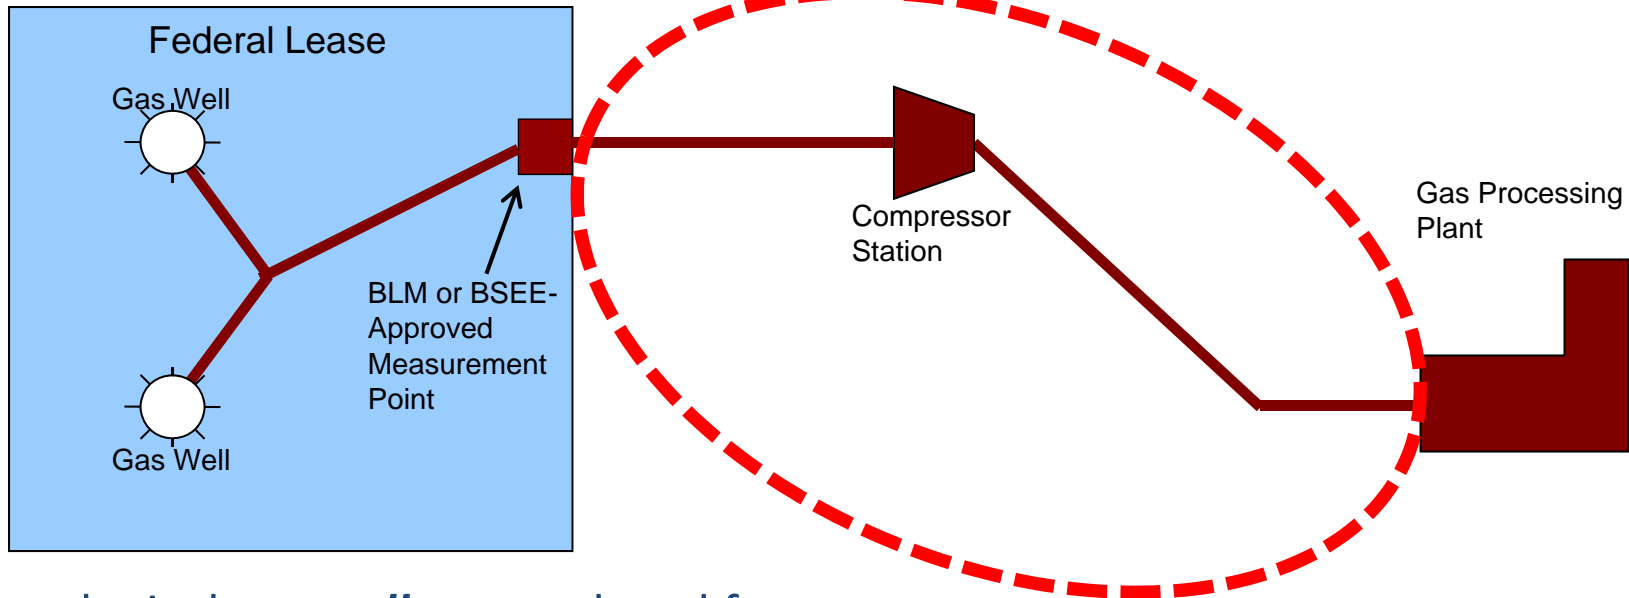 Federal Lease
Gas Well
Compressor
Station
Gas Processing
Plant
BLM or BSEE-
Approved
Measurement
Point
Gas Well